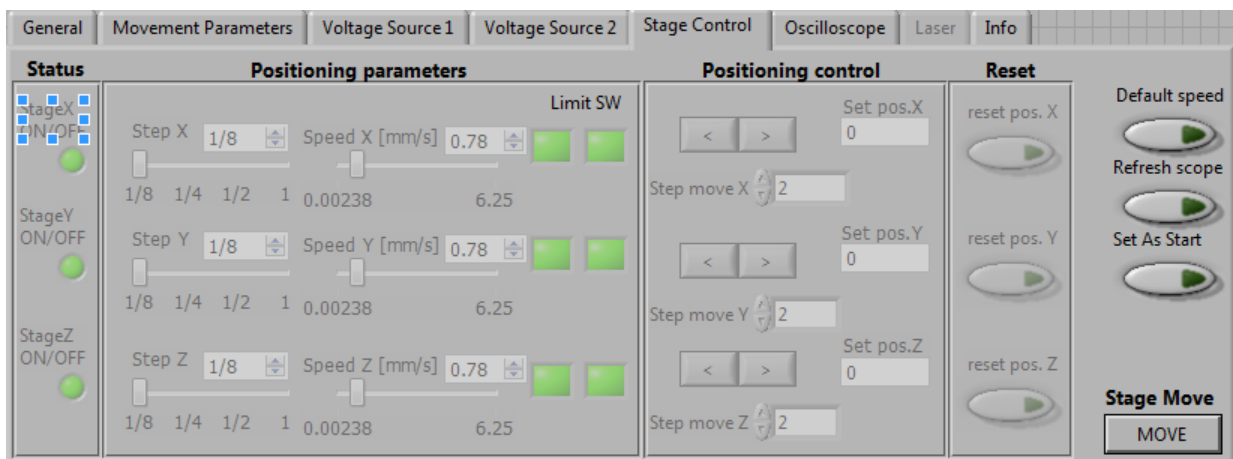 General Movement Parameters Voltage Source 1 Voltage Source 2 Stage Control Oscilloscope Laser Info
Status Positioning parameters Positioning control Reset
StageX
ON/OFF
Step X 1/8 Speed X [mm/s] 0.78 Limit SW
1/8 1/4 1/2 1 0.00238 6.25
< > Set pos.X
0
Step move X 2
reset pos. X
StageY
ON/OFF
Step Y 1/8 Speed Y [mm/s] 0.78
1/8 1/4 1/2 1 0.00238 6.25
< > Set pos.Y
0
Step move Y 2
reset pos. Y
StageZ
ON/OFF
Step Z 1/8 Speed Z [mm/s] 0.78
1/8 1/4 1/2 1 0.00238 6.25
< > Set pos.Z
0
Step move Z 2
reset pos. Z
Default speed
Refresh scope
Set As Start
Stage Move
MOVE